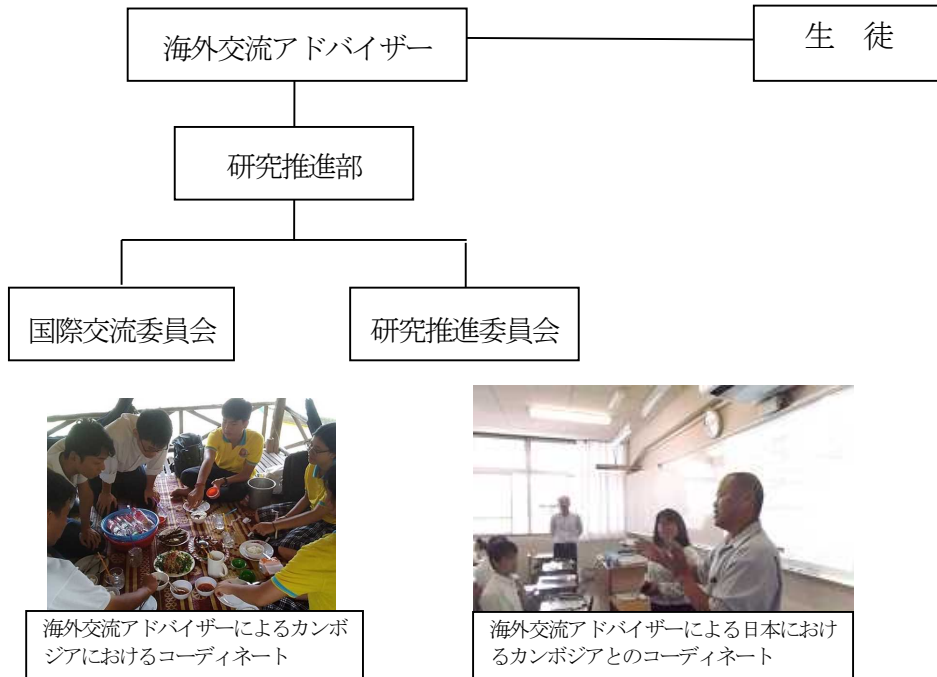 海外交流アドバイザー
生　徒
研究推進部
国際交流委員会
研究推進委員会
海外交流アドバイザーによるカンボ
ジアにおけるコーディネート
海外交流アドバイザーによる日本におけ
るカンボジアとのコーディネート